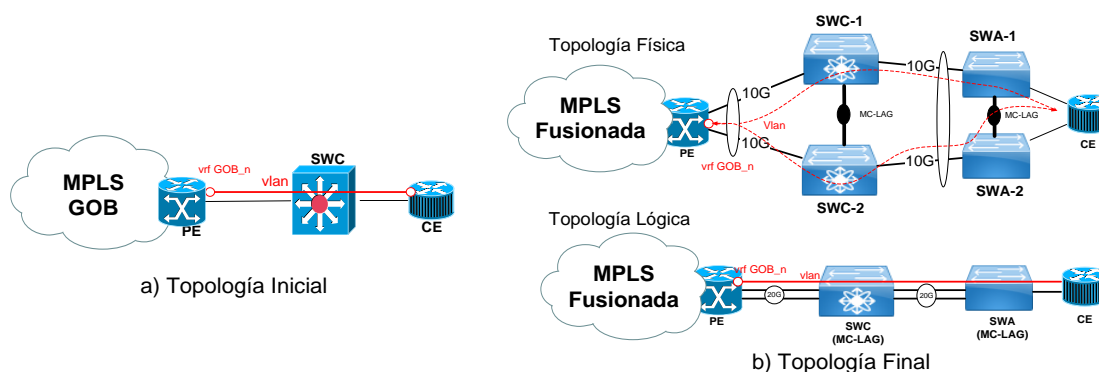 MPLS
GOB
PE
vrf GOB_n
vlan
SWC
CE
a) Topología Inicial
Topología Física
MPLS
Fusionada
PE
vrf GOB_n
10G
10G
Vlan
SWC-1
MC-LAG
SWC-2
10G
10G
SWA-1
MC-LAG
SWA-2
CE
Topología Lógica
MPLS
Fusionada
PE
vrf GOB_n
vlan
20G
SWC
(MC-LAG)
20G
SWA
(MC-LAG)
CE
b) Topología Final